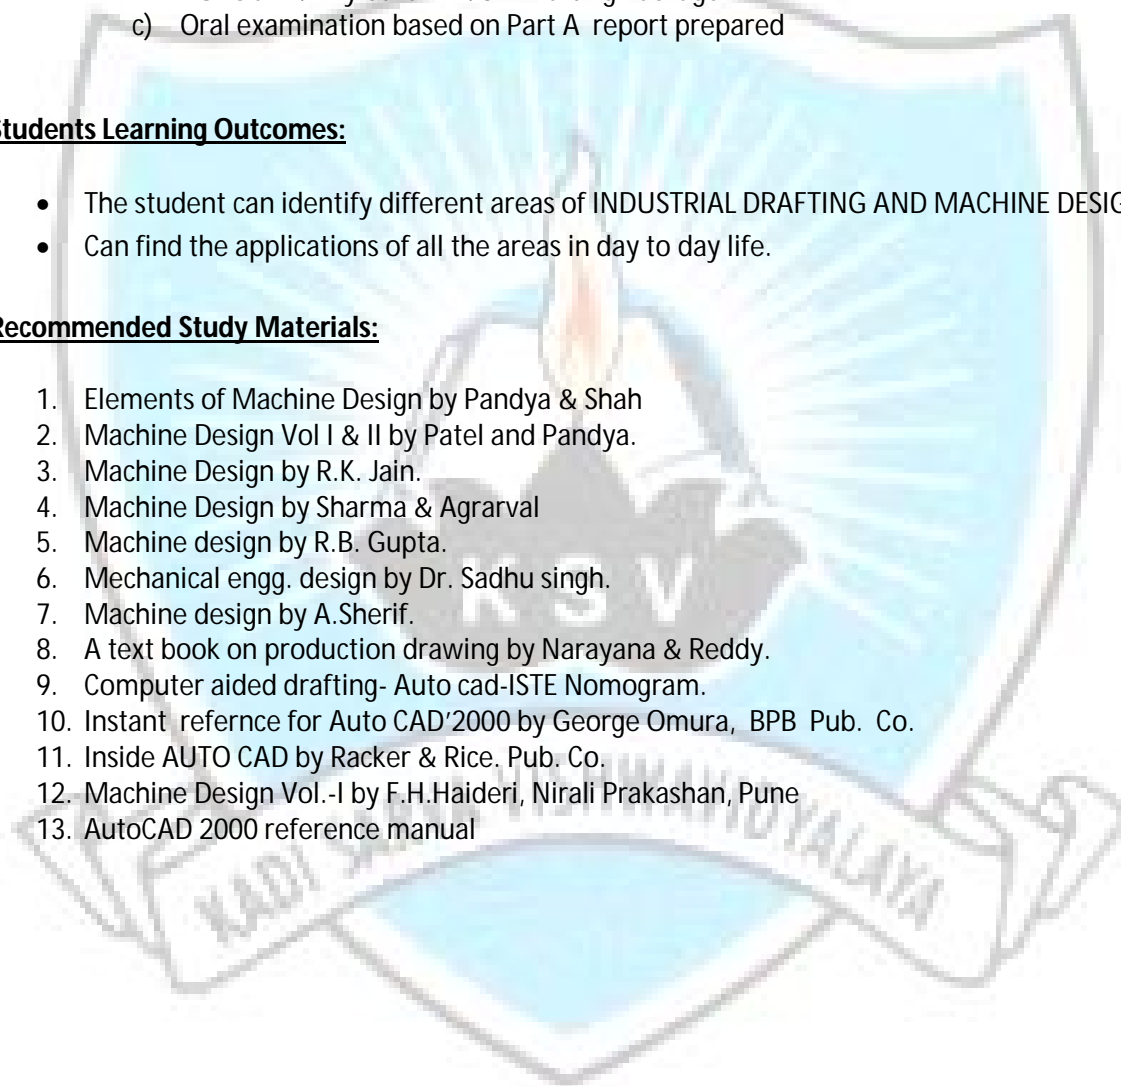 c) Oral examination based on Part A report prepared
Students Learning Outcomes:
• The student can identify different areas of INDUSTRIAL DRAFTING AND MACHINE DESIG
• Can find the applications of all the areas in day to day life.
Recommended Study Materials:
1. Elements of Machine Design by Pandya & Shah
2. Machine Design Vol I & II by Patel and Pandya.
3. Machine Design by R.K. Jain.
4. Machine Design by Sharma & Agrarval
5. Machine design by R.B. Gupta.
6. Mechanical engg. design by Dr. Sadhu singh.
KSV
7. Machine design by A.Sherif.
8. A text book on production drawing by Narayana & Reddy.
9. Computer aided drafting- Auto cad-ISTE Nomogram.
10. Instant refernce for Auto CAD'2000 by George Omura, BPB Pub. Co.
11. Inside AUTO CAD by Racker & Rice. Pub. Co.
12. Machine Design Vol.-I by F.H.Haideri, Nirali Prakashan, Pune
13. AutoCAD 2000 reference manual
KADI SARVA VISHWAVIDYALAYA